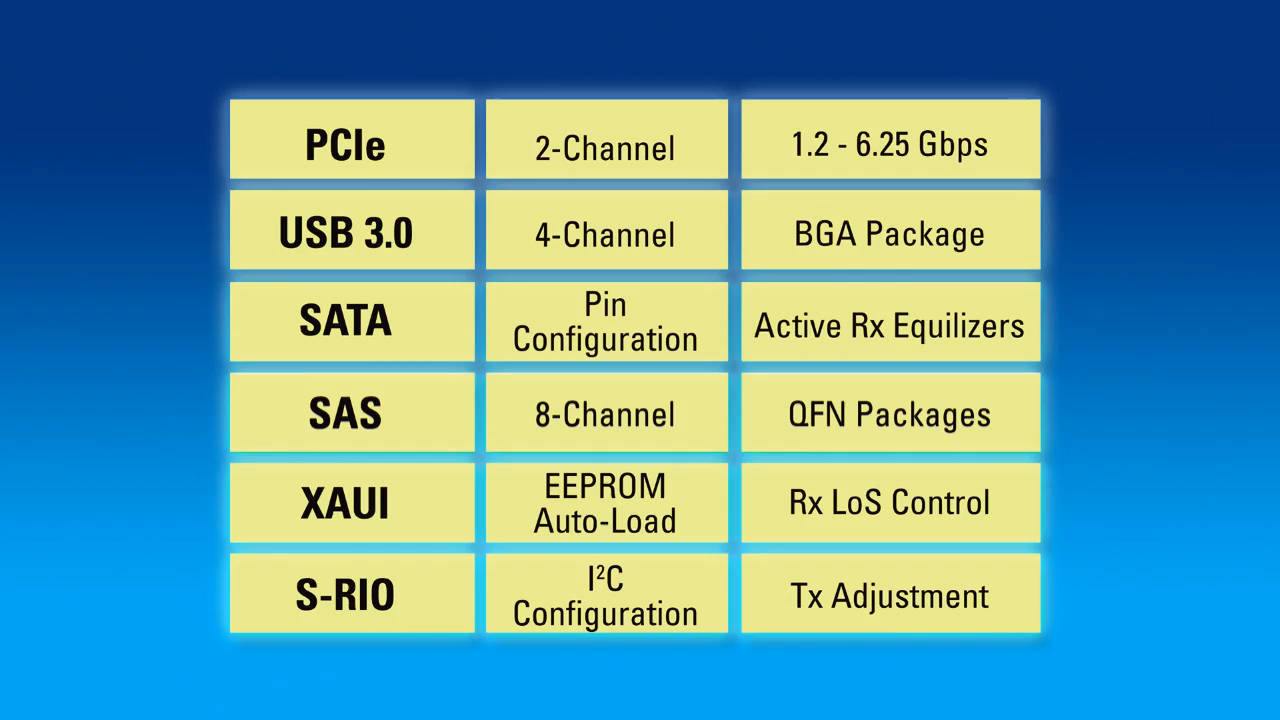 PCIe
2-Channel
1.2 - 6.25 Gbps
USB 3.0
4-Channel
BGA Package
SATA
Pin
Configuration
Active Rx Equilizers
SAS
8-Channel
QFN Packages
XAUI
EEPROM
Auto-Load
Rx LoS Control
S-RIO
I²C
Configuration
Tx Adjustment